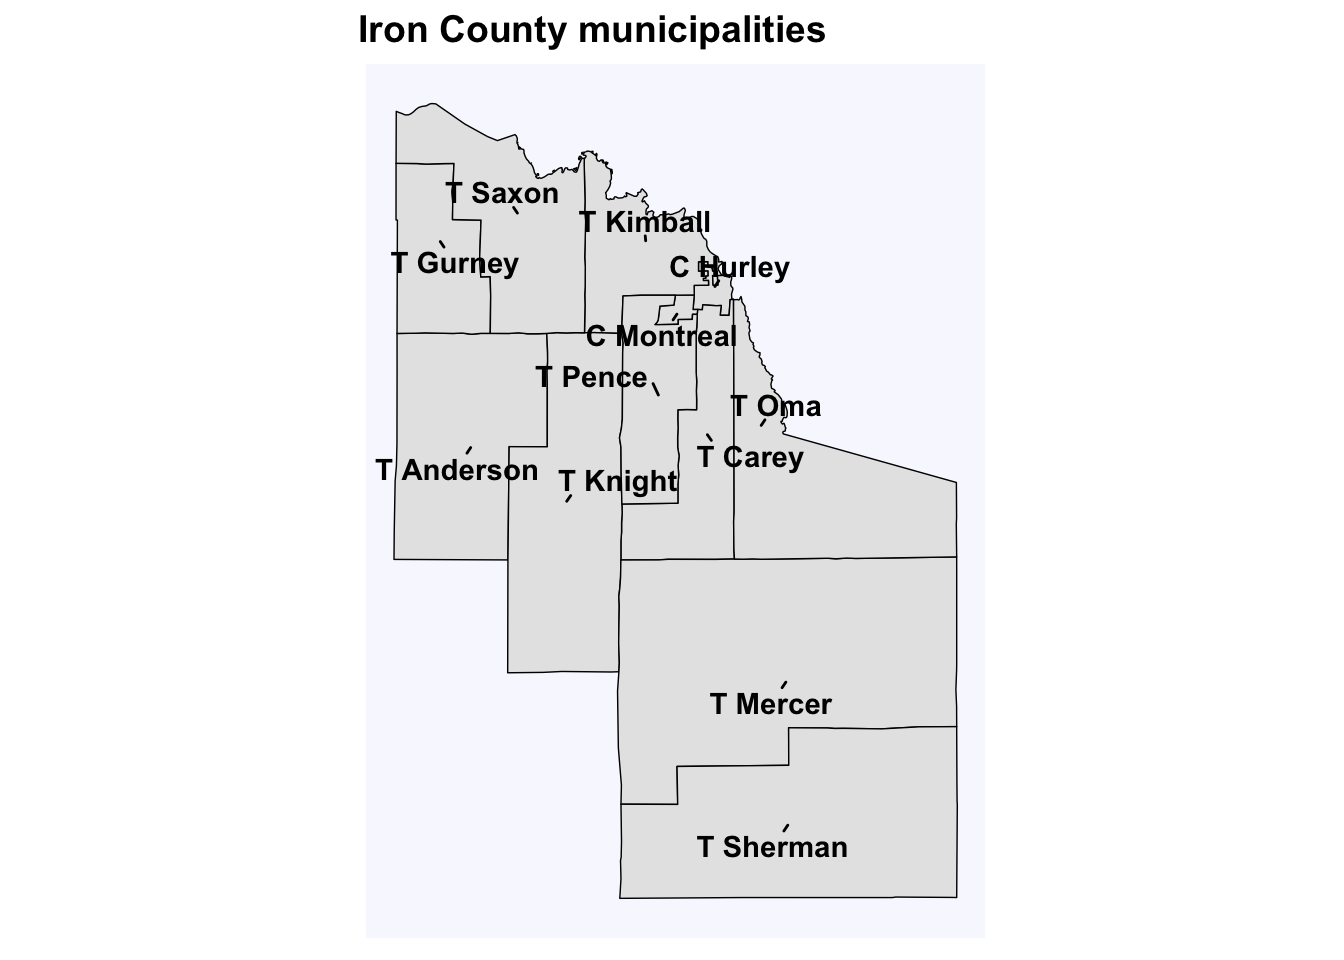 Iron County municipalities
T Saxon
T Kimball
T Gurney
C Hurley
C Montreal
T Pence
T Oma
T Carey
T Anderson
T Knight
T Mercer
T Sherman